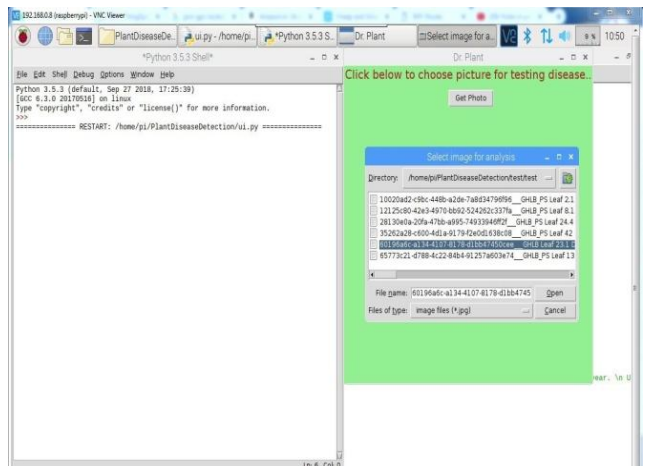 192.168.0.8 (raspberrypi) - VNC Viewer
PlantDiseaseDe...
ui.py - /home/pi...
*Python 3.5.3 S...
Dr. Plant
Select image for a...
10:50
*Python 3.5.3 Shell*
File Edit Shell Debug Options Window Help
Python 3.5.3 (default, Sep 27 2018, 17:25:39)
[GCC 6.3.0 20170516] on linux
Type "copyright", "credits" or "license()" for more information.
>>>
=============== RESTART: /home/pi/PlantDiseaseDetection/ui.py ===============
Dr. Plant
Click below to choose picture for testing disease..
Get Photo
Select image for analysis
Directory: /home/pi/PlantDiseaseDetection/test/test
10020ad2-c9bc-448b-a2de-7a8d34796f96___GHLB_PS Leaf 2.1
12125c80-42e3-4970-bb92-524262c337fa___GHLB_PS Leaf 8.1
28130e0a-20fa-47bb-a995-74933946ff2f___GHLB_PS Leaf 24.4
35262a28-c600-4d1a-9179-f2e0d1638c08___GHLB_PS Leaf 42
60196a6c-a134-4107-8178-d1bb47450cee___GHLB Leaf 23.1
65773c21-d788-4c22-84b4-91257a603e74___GHLB_PS Leaf 13
File name: 60196a6c-a134-4107-8178-d1bb4745 Open
Files of type: image files (*.jpg) Cancel
year. \n U
Ln: 6 Col: 0